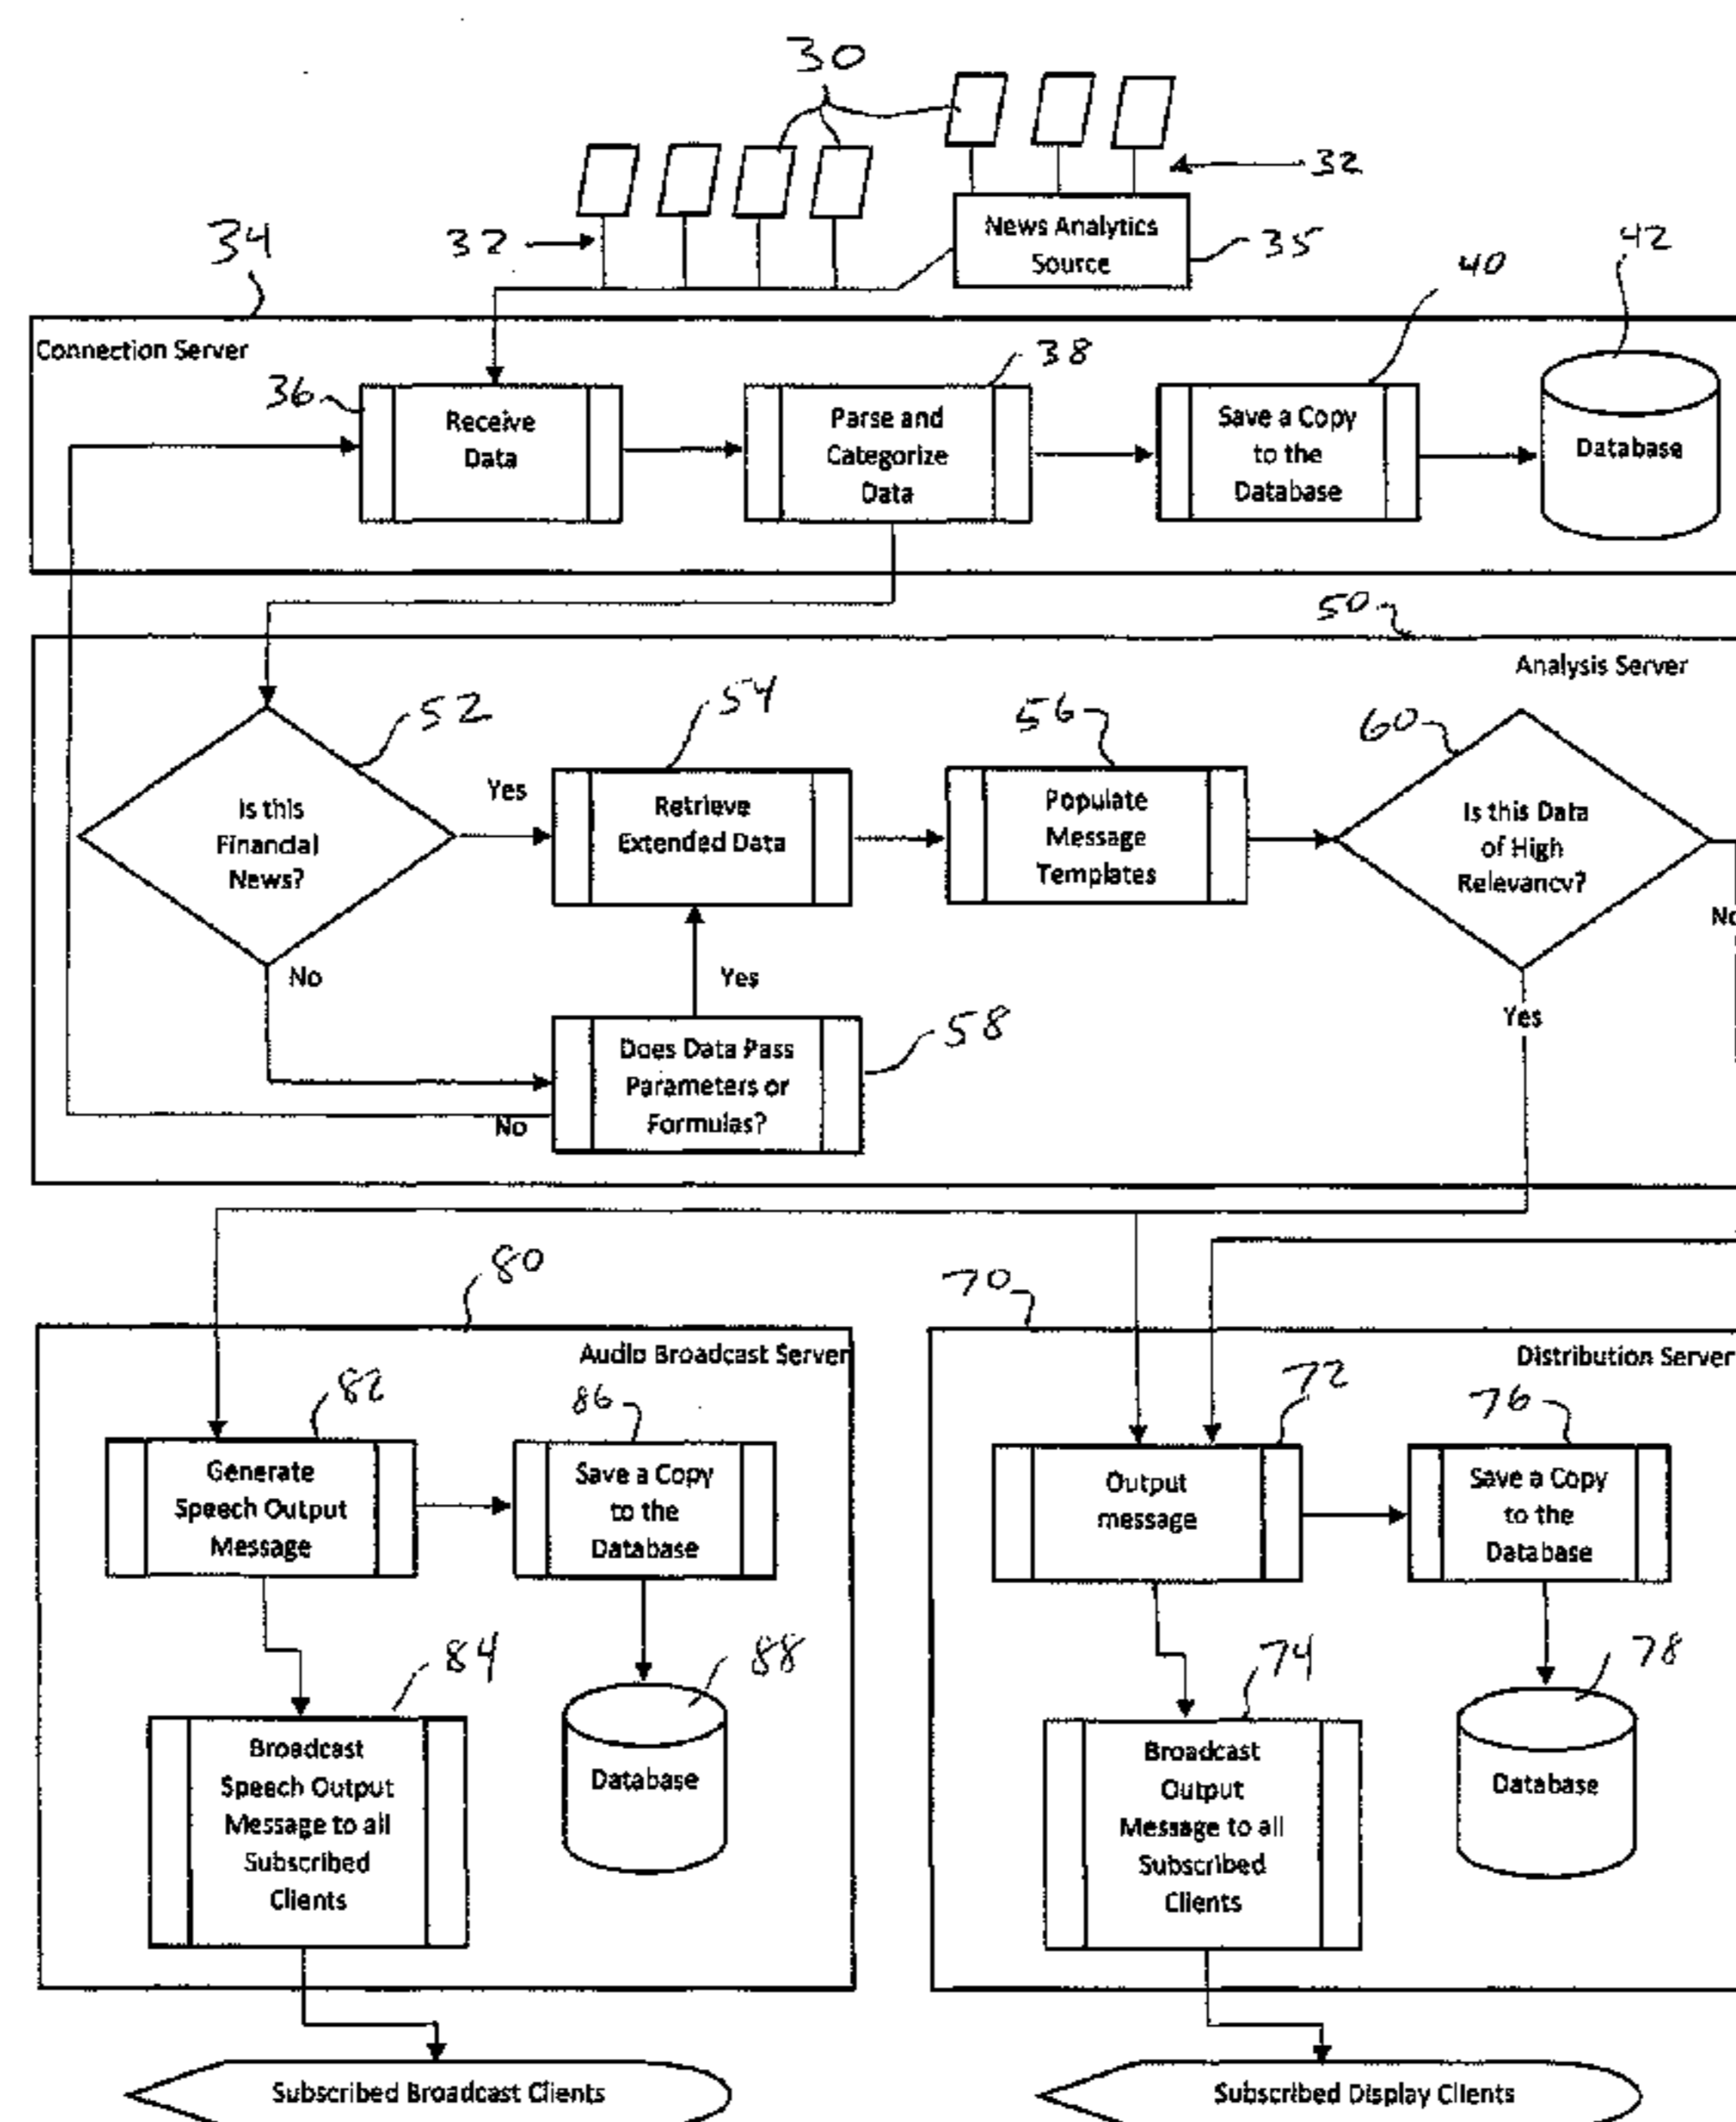 30
32
News Analytics
Source
32
35
34
40
42
Connection Server
36
Receive
Data
38
Parse and
Categorize
Data
Save a Copy
to the
Database
Database
50
Analysis Server
52
Is this
Financial
News?
Yes
54
Retrieve
Extended Data
56
Populate
Message
Templates
60
Is this Data
of High
Relevancy?
No
No
Yes
Yes
Does Data Pass
Parameters or
Formulas?
58
No
80
70
Audio Broadcast Server
Distribution Server
82
Generate
Speech Output
Message
86
Save a Copy
to the
Database
72
Output
message
76
Save a Copy
to the
Database
84
Broadcast
Speech Output
Message to all
Subscribed
Clients
88
Database
74
Broadcast
Output
Message to all
Subscribed
Clients
78
Database
Subscribed Broadcast Clients
Subscribed Display Clients